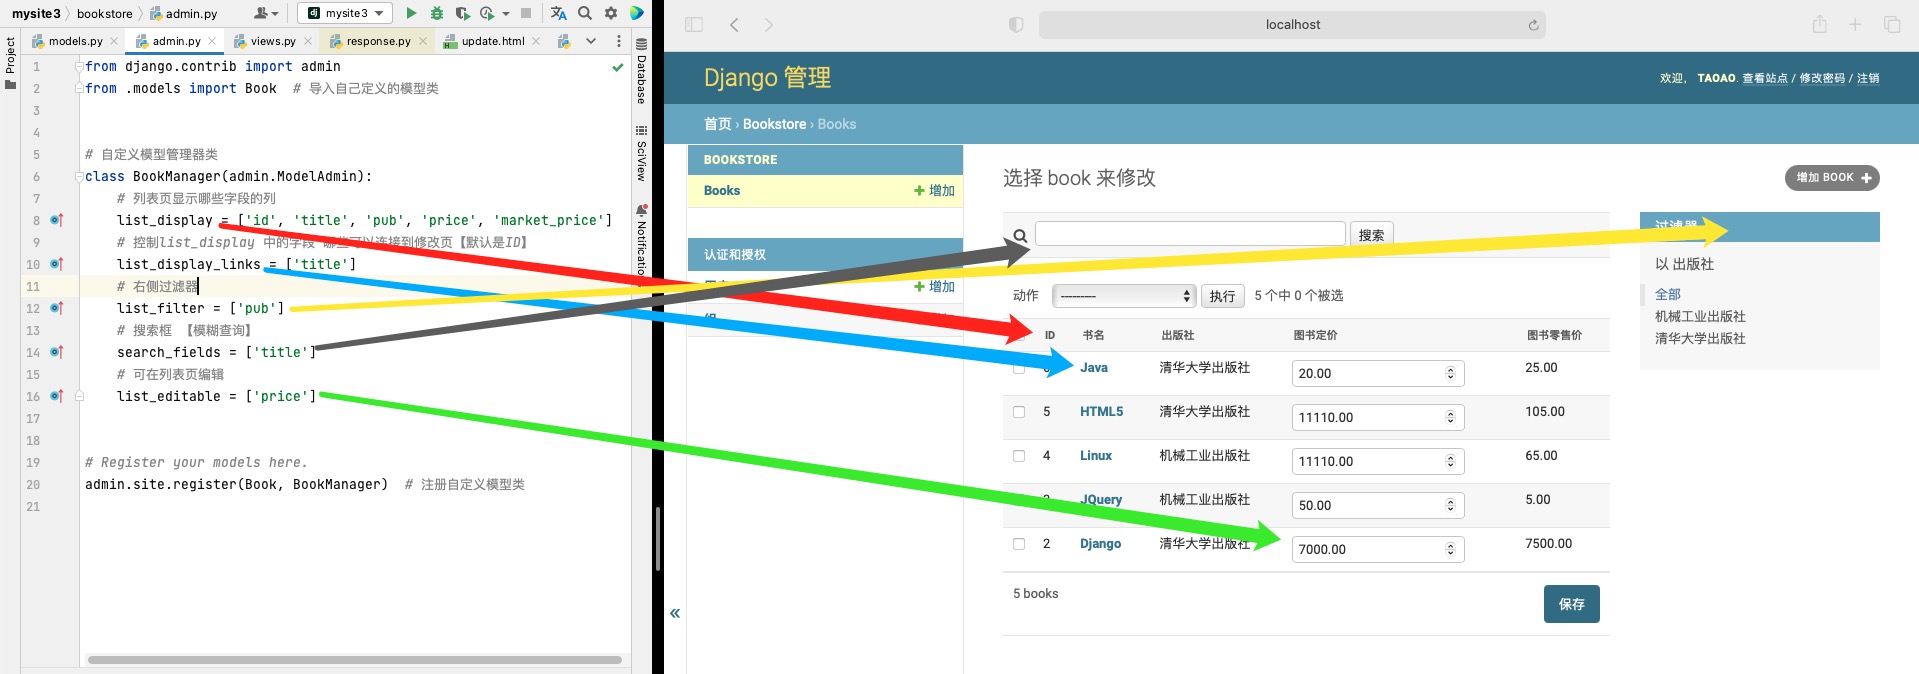 mysite3 bookstore admin.py mysite3
models.py admin.py views.py response.py update.html
Project
1 from django.contrib import admin
2 from .models import Book # 导入自己定义的模型类
3
4
5 # 自定义模型管理器类
6 class BookManager(admin.ModelAdmin):
7 # 列表页显示哪些字段的列
8 list_display = ['id', 'title', 'pub', 'price', 'market_price']
9 # 控制list_display 中的字段 哪些可以连接到修改页【默认是ID】
10 list_display_links = ['title']
11 # 右侧过滤器
12 list_filter = ['pub']
13 # 搜索框 【模糊查询】
14 search_fields = ['title']
15 # 可在列表页编辑
16 list_editable = ['price']
17
18
19 # Register your models here.
20 admin.site.register(Book, BookManager) # 注册自定义模型类
21
Database
SciView
localhost
Django 管理
欢迎, TAOAO. 查看站点 / 修改密码 / 注销
首页 › Bookstore › Books
BOOKSTORE
Books 增加
认证和授权
增加
选择 book 来修改
增加 BOOK
搜索
动作 --------- 执行 5 个中 0 个被选
ID 书名 出版社 图书定价 图书零售价
Java 清华大学出版社 20.00 25.00
5 HTML5 清华大学出版社 11110.00 105.00
4 Linux 机械工业出版社 11110.00 65.00
JQuery 机械工业出版社 50.00 5.00
2 Django 清华大学出版社 7000.00 7500.00
5 books
保存
过滤器
以 出版社
全部
机械工业出版社
清华大学出版社
«